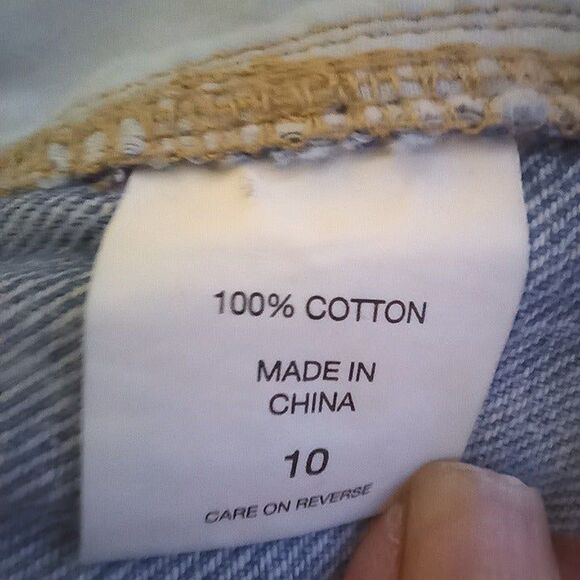 100% COTTON
MADE IN
CHINA
10
CARE ON REVERSE